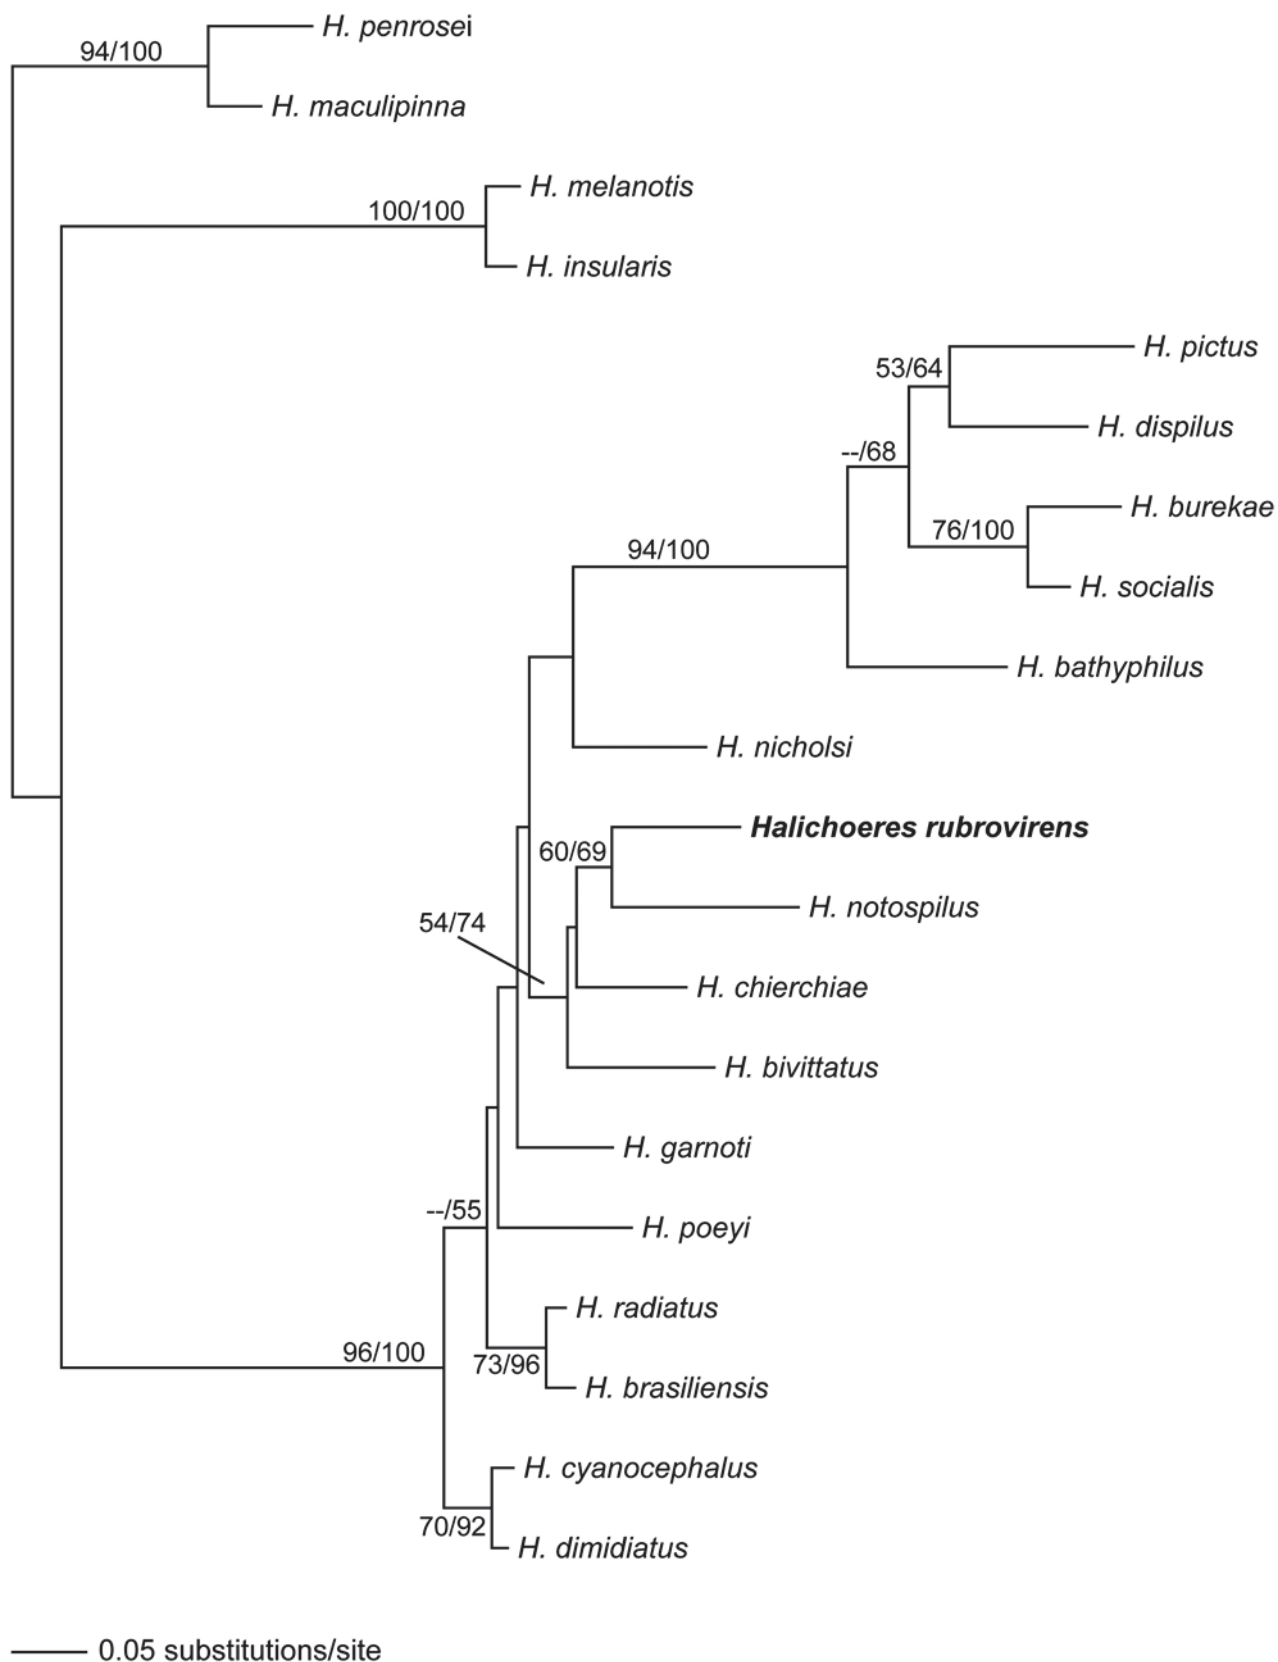 H. penrosei
94/100
H. maculipinna
H. melanotis
100/100
H. insularis
H. pictus
53/64
H. dispilus
--/68
H. burekae
76/100
94/100
H. socialis
H. bathyphilus
H. nicholsi
Halichoeres rubrovirens
60/69
H. notospilus
54/74
H. chierchiae
H. bivittatus
H. garnoti
--/55
H. poeyi
H. radiatus
96/100
73/96
H. brasiliensis
H. cyanocephalus
70/92
H. dimidiatus
0.05 substitutions/site